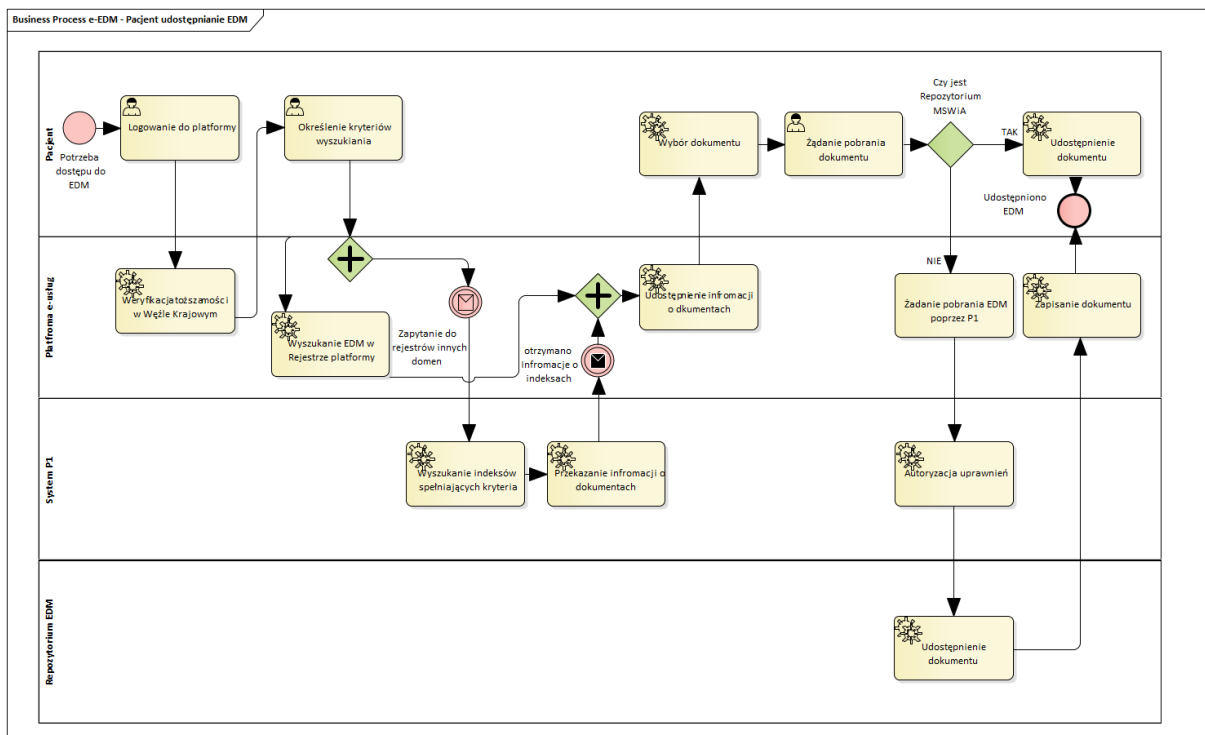 Business Process e-EDM - Pacjent udostępnianie EDM
Pacjent
Potrzeba
dostępu do
EDM
Logowanie do platformy
Określenie kryteriów
wyszukiania
Wybór dokumentu
Żądanie pobrania
dokumentu
Czy jest
Repozytorium
MSWiA
TAK
Udostępnienie
dokumentu
Udostępniono
EDM
NIE
Platforma e-usług
Weryfikacja tożsamości
w Węźle Krajowym
Wyszukanie EDM w
Rejestrze platformy
Zapytanie do
rejestrów innych
domen
otrzymano
Infromacje o
indeksach
Udostępnienie infromacji
o dkumentach
Żadanie pobrania EDM
poprzez P1
Zapisanie dokumentu
System P1
Wyszukanie indeksów
spełniających kryteria
Przekazanie infromacji o
dokumentach
Autoryzacja uprawnień
Repozytorium EDM
Udostępnienie
dokumentu